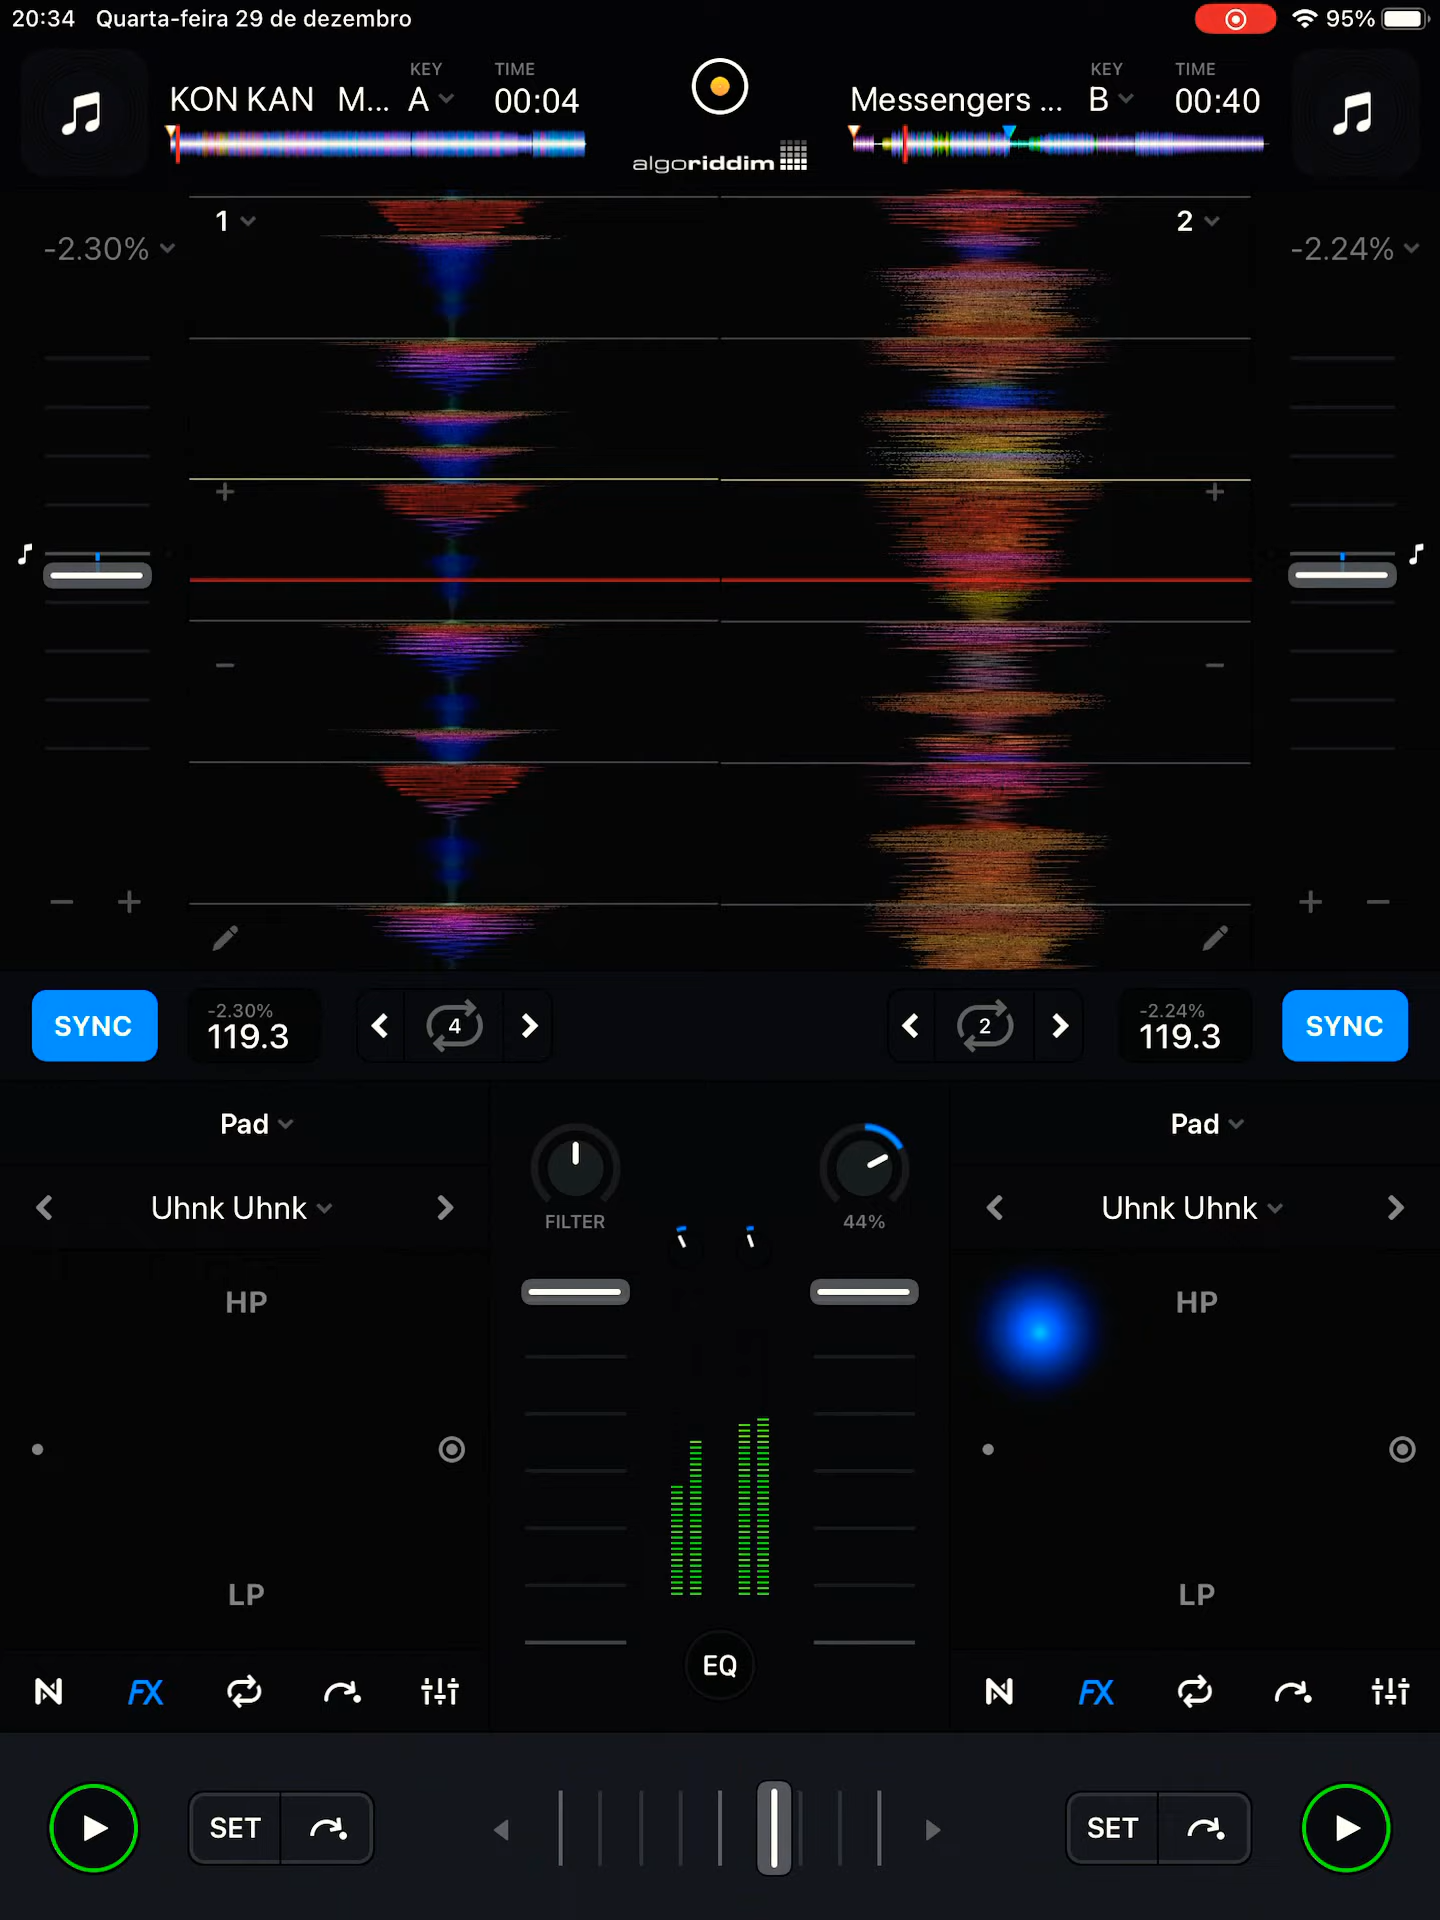 20:34 Quarta-feira 29 de dezembro 95%
KEY TIME KEY TIME
KON KAN M... A 00:04 Messengers ... B 00:40
algoriddim
1 2
-2.30% -2.24%
SYNC -2.30% 119.3 4 2 -2.24% 119.3 SYNC
Pad Pad
Uhnk Uhnk Uhnk Uhnk
FILTER 44%
HP HP
LP LP
EQ
FX FX
SET SET